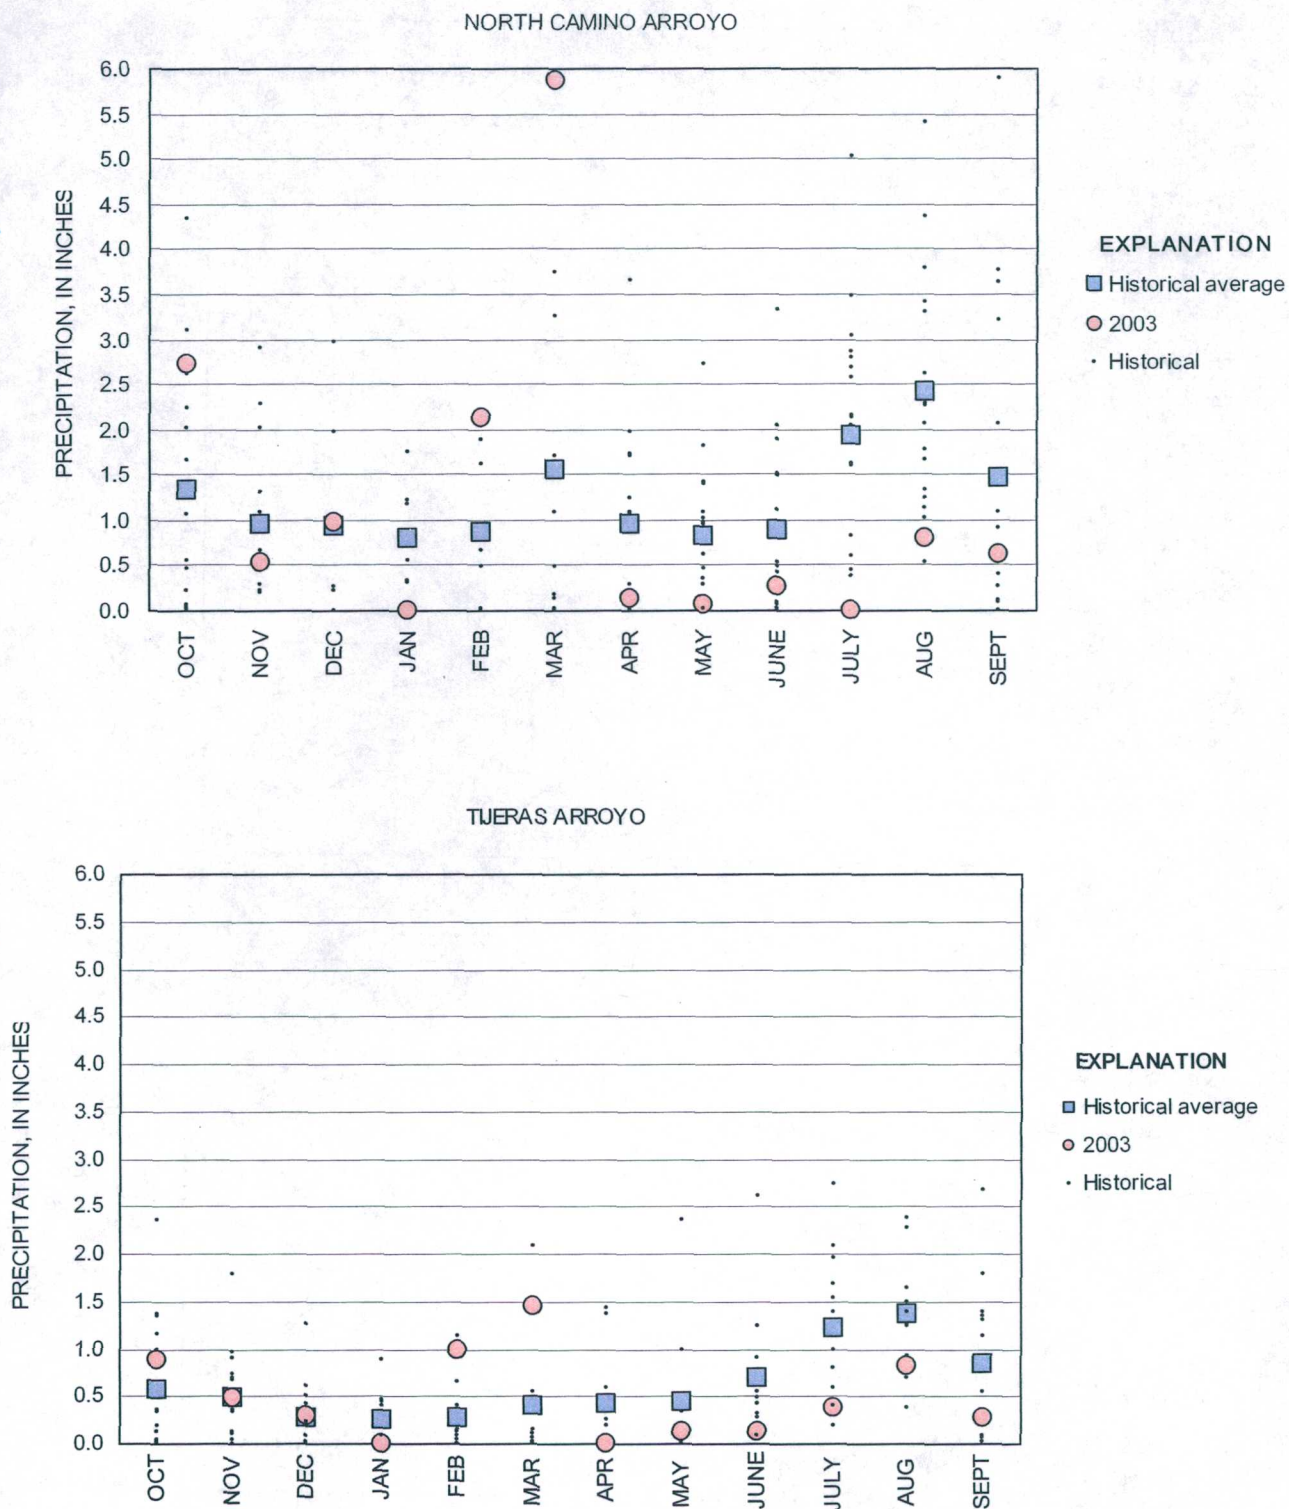 NORTH CAMINO ARROYO
PRECIPITATION, IN INCHES
6.0
5.5
5.0
4.5
4.0
3.5
3.0
2.5
2.0
1.5
1.0
0.5
0.0
OCT NOV DEC JAN FEB MAR APR MAY JUNE JULY AUG SEPT
EXPLANATION
Historical average
2003
Historical
TIJERAS ARROYO
PRECIPITATION, IN INCHES
6.0
5.5
5.0
4.5
4.0
3.5
3.0
2.5
2.0
1.5
1.0
0.5
0.0
OCT NOV DEC JAN FEB MAR APR MAY JUNE JULY AUG SEPT
EXPLANATION
Historical average
2003
Historical